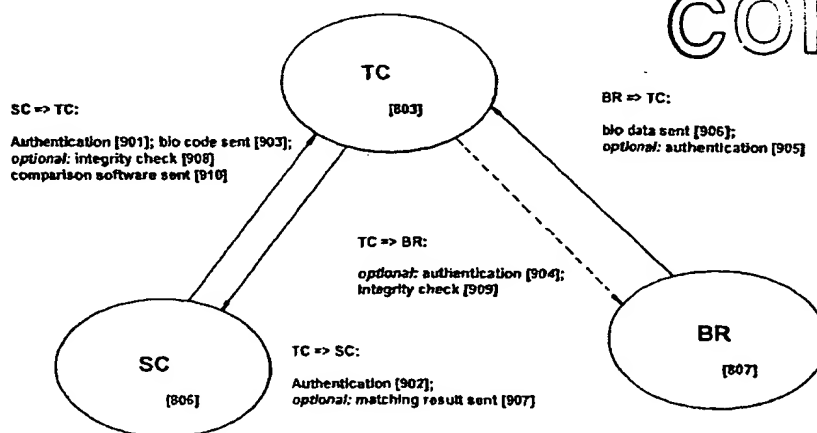 TC
[803]
SC => TC:
Authentication [901]; bio code sent [903];
optional: integrity check [908]
comparison software sent [910]
BR => TC:
bio data sent [906];
optional: authentication [905]
TC => BR:
optional: authentication [904];
integrity check [909]
SC
[806]
TC => SC:
Authentication [902];
optional: matching result sent [907]
BR
[807]